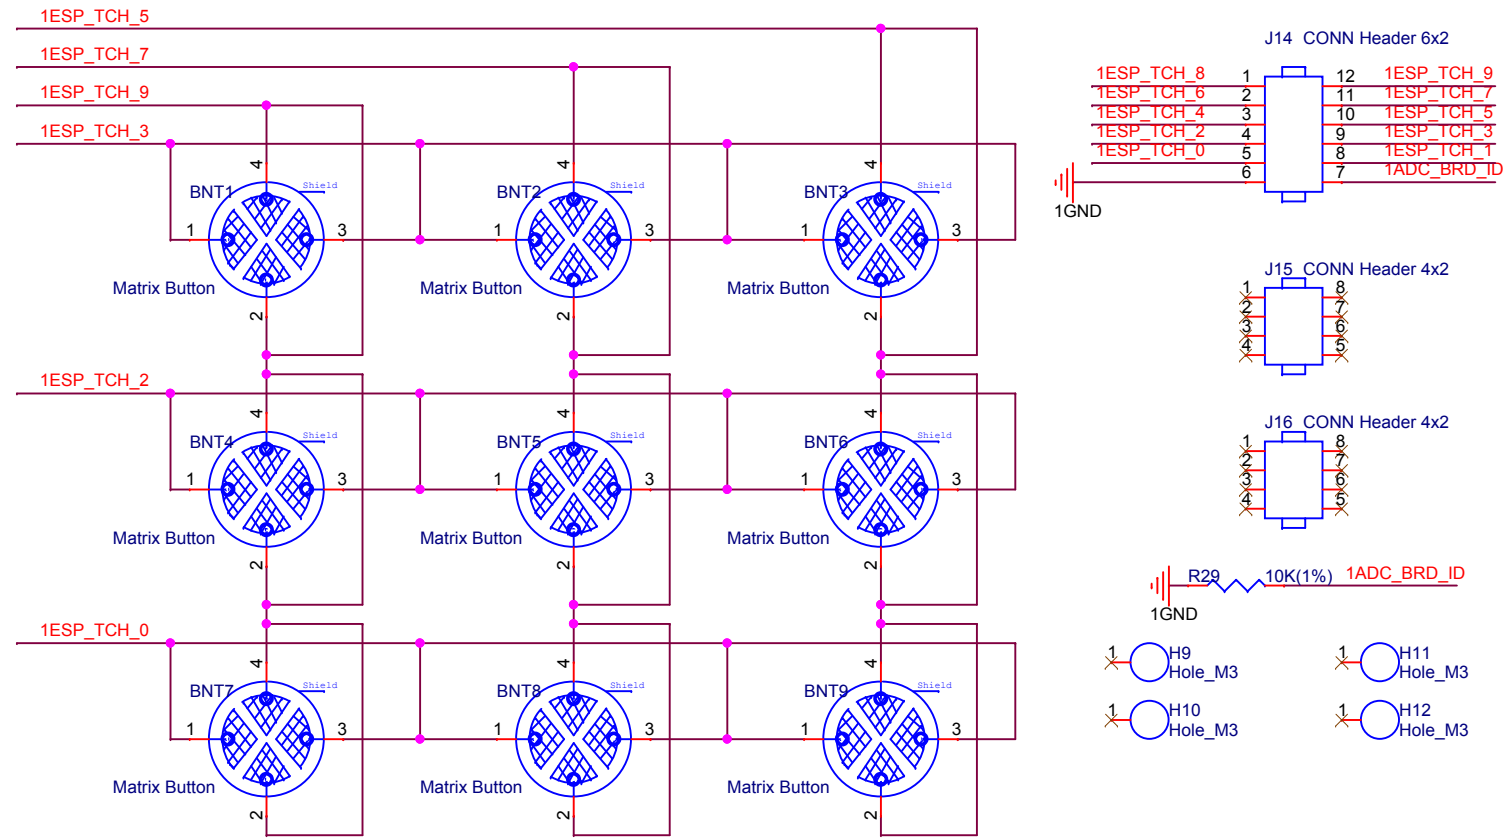 1ESP_TCH_5
1ESP_TCH_7
1ESP_TCH_9
1ESP_TCH_3
4
4
4
BNT1
Shield
BNT2
Shield
BNT3
Shield
1
3
1
3
1
3
Matrix Button
Matrix Button
Matrix Button
2
2
2
1ESP_TCH_2
4
4
4
BNT4
Shield
BNT5
Shield
BNT6
Shield
1
3
1
3
1
3
Matrix Button
Matrix Button
Matrix Button
2
2
2
1ESP_TCH_0
4
4
4
BNT7
Shield
BNT8
Shield
BNT9
Shield
1
3
1
3
1
3
Matrix Button
Matrix Button
Matrix Button
2
2
2
J14 CONN Header 6x2
1ESP_TCH_8 1 12 1ESP_TCH_9
1ESP_TCH_6 2 11 1ESP_TCH_7
1ESP_TCH_4 3 10 1ESP_TCH_5
1ESP_TCH_2 4 9 1ESP_TCH_3
1ESP_TCH_0 5 8 1ESP_TCH_1
6 7 1ADC_BRD_ID
1GND
J15 CONN Header 4x2
1 8
2 7
3 6
4 5
J16 CONN Header 4x2
1 8
2 7
3 6
4 5
R29 10K(1%) 1ADC_BRD_ID
1GND
1 H9
Hole_M3
1 H11
Hole_M3
1 H10
Hole_M3
1 H12
Hole_M3